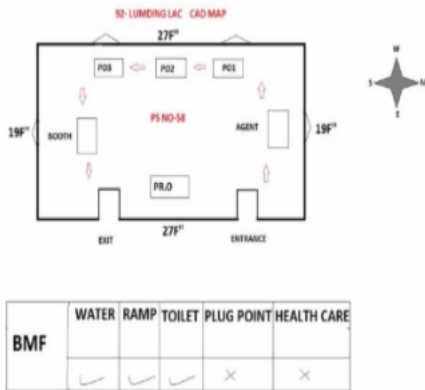 92- LUMDING LAC CAD MAP
27F"
PO3 PO2 PO1
W
S N
E
PS NO-58
19F" BOOTH AGENT 19F"
PR.O
EXIT 27F" ENTRANCE
BMF WATER RAMP TOILET PLUG POINT HEALTH CARE